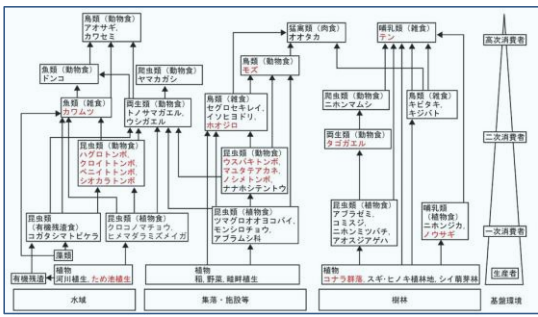 鳥類（動物食）
アオサギ,
カワセミ
魚類（動物食）
ドンコ
爬虫類（動物食）
ヤマカガシ
魚類（雑食）
カワムツ
両生類（動物食）
トノサマガエル,
ウシガエル
昆虫類（動物食）
ハグロトンボ,
クロイトトンボ,
ベニイトトンボ,
シオカラトンボ
昆虫類
（有機残渣食）
コガタシマトビケラ
昆虫類（植物食）
クロコノマチョウ,
ヒメマダラミズメイガ
藻類
有機残渣
植物
河川植生, ため池植生
水域
猛禽類（肉食）
オオタカ
鳥類（動物食）
モズ
鳥類（雑食）
セグロセキレイ,
イソヒヨドリ,
ホオジロ
昆虫類（動物食）
ウスバキトンボ,
マユタテアカネ,
ノシメトンボ,
ナナホシテントウ
昆虫類（植物食）
ツマグロオオヨコバイ,
モンシロチョウ,
アブラムシ科
植物
稲, 野菜, 畦畔植生
集落・施設等
哺乳類（雑食）
テン
爬虫類（動物食）
ニホンマムシ
鳥類（雑食）
キビタキ,
キジバト
両生類（動物食）
タゴガエル
昆虫類（植物食）
アブラゼミ,
コミスジ,
ニホンミツバチ,
アオスジアゲハ
哺乳類
（植物食）
ニホンジカ,
ノウサギ
植物
コナラ群落, スギ・ヒノキ植林地, シイ萌芽林
樹林
高次消費者
二次消費者
一次消費者
生産者
基盤環境